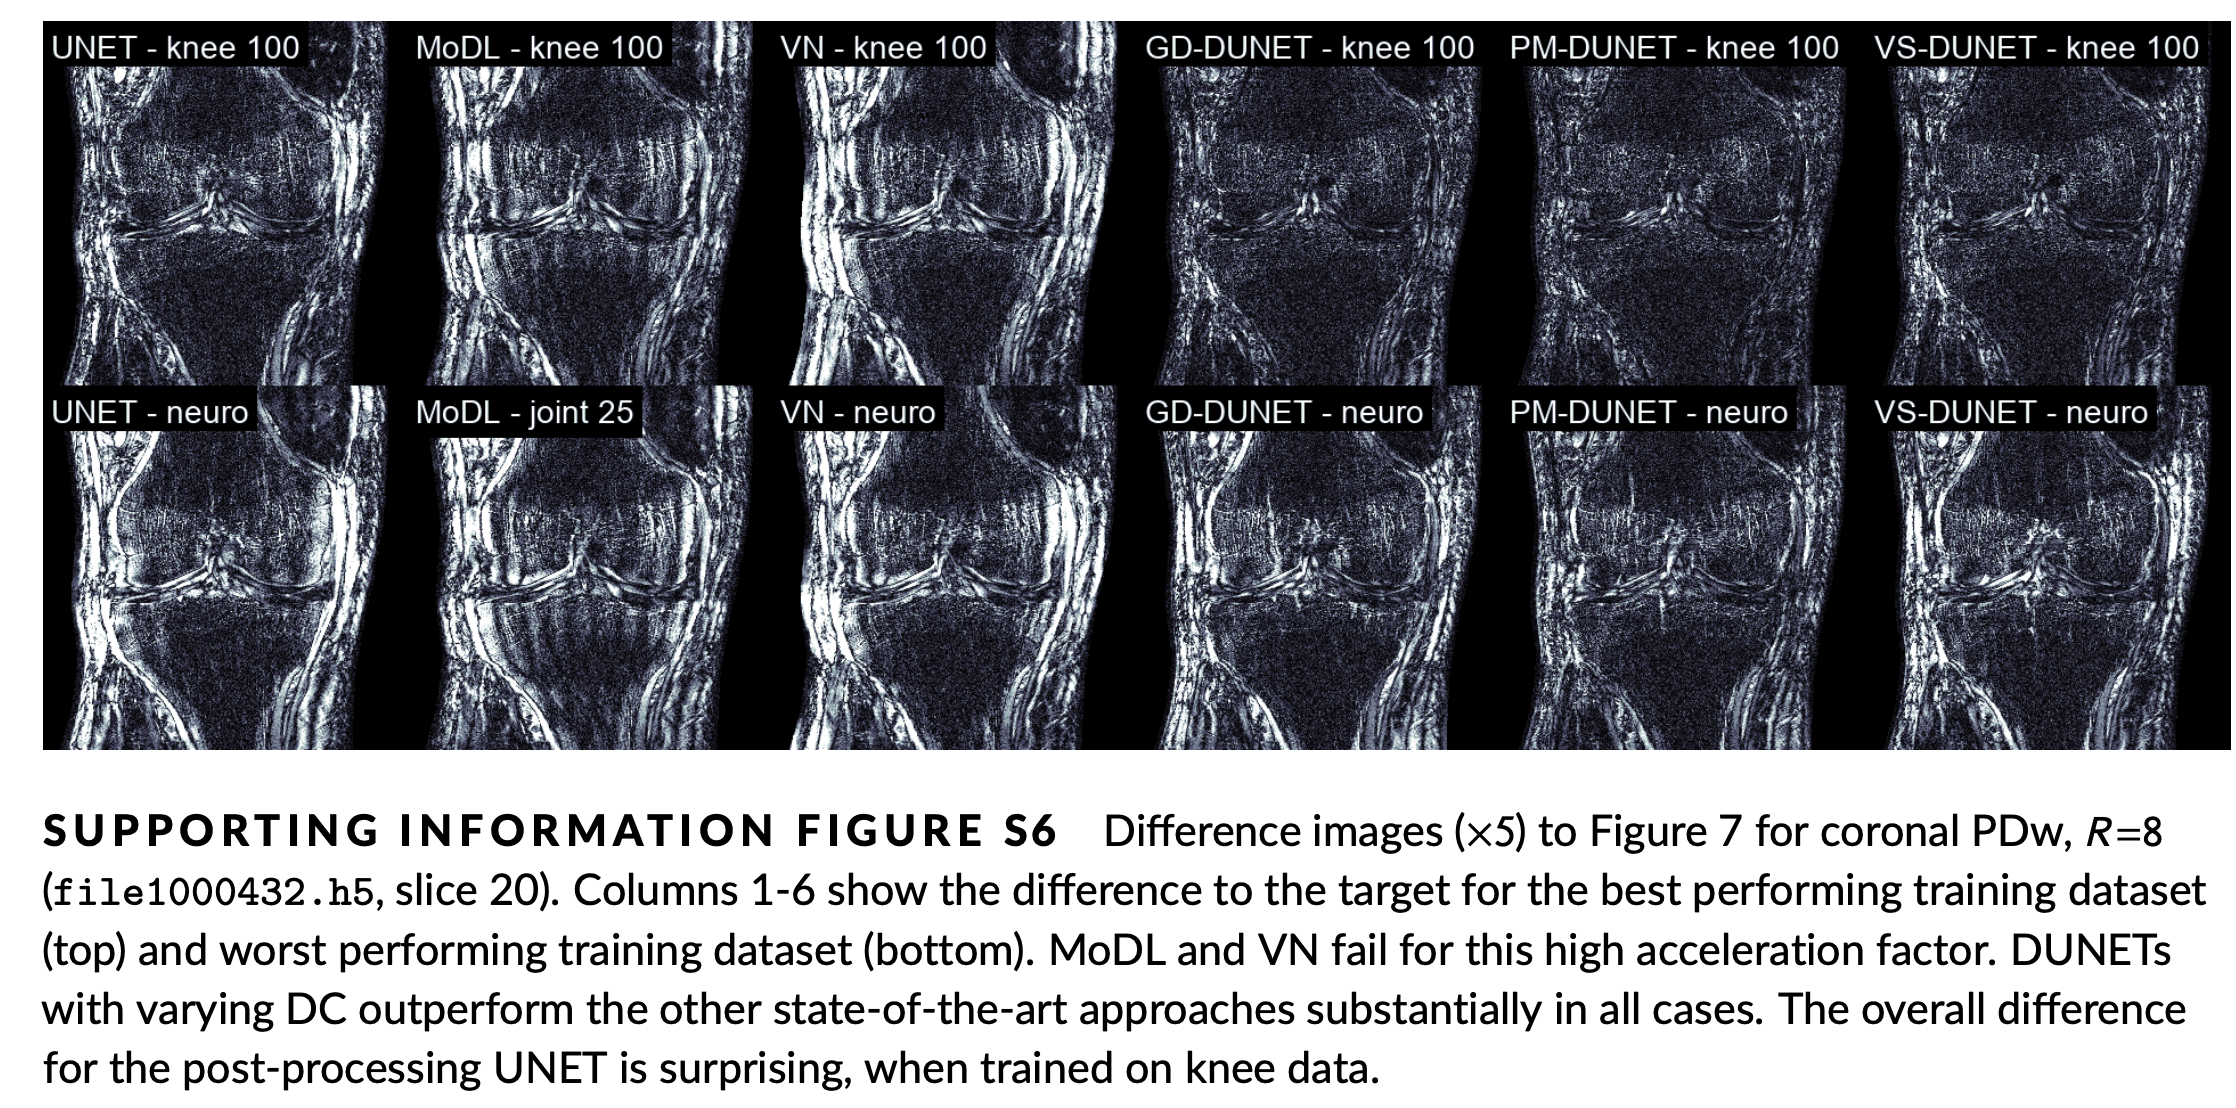 UNET - knee 100 MoDL - knee 100 VN - knee 100 GD-DUNET - knee 100 PM-DUNET - knee 100 VS-DUNET - knee 100
UNET - neuro MoDL - joint 25 VN - neuro GD-DUNET - neuro PM-DUNET - neuro VS-DUNET - neuro
SUPPORTING INFORMATION FIGURE S6 Difference images (×5) to Figure 7 for coronal PDw, R=8
(file1000432.h5, slice 20). Columns 1-6 show the difference to the target for the best performing training dataset
(top) and worst performing training dataset (bottom). MoDL and VN fail for this high acceleration factor. DUNETs
with varying DC outperform the other state-of-the-art approaches substantially in all cases. The overall difference
for the post-processing UNET is surprising, when trained on knee data.